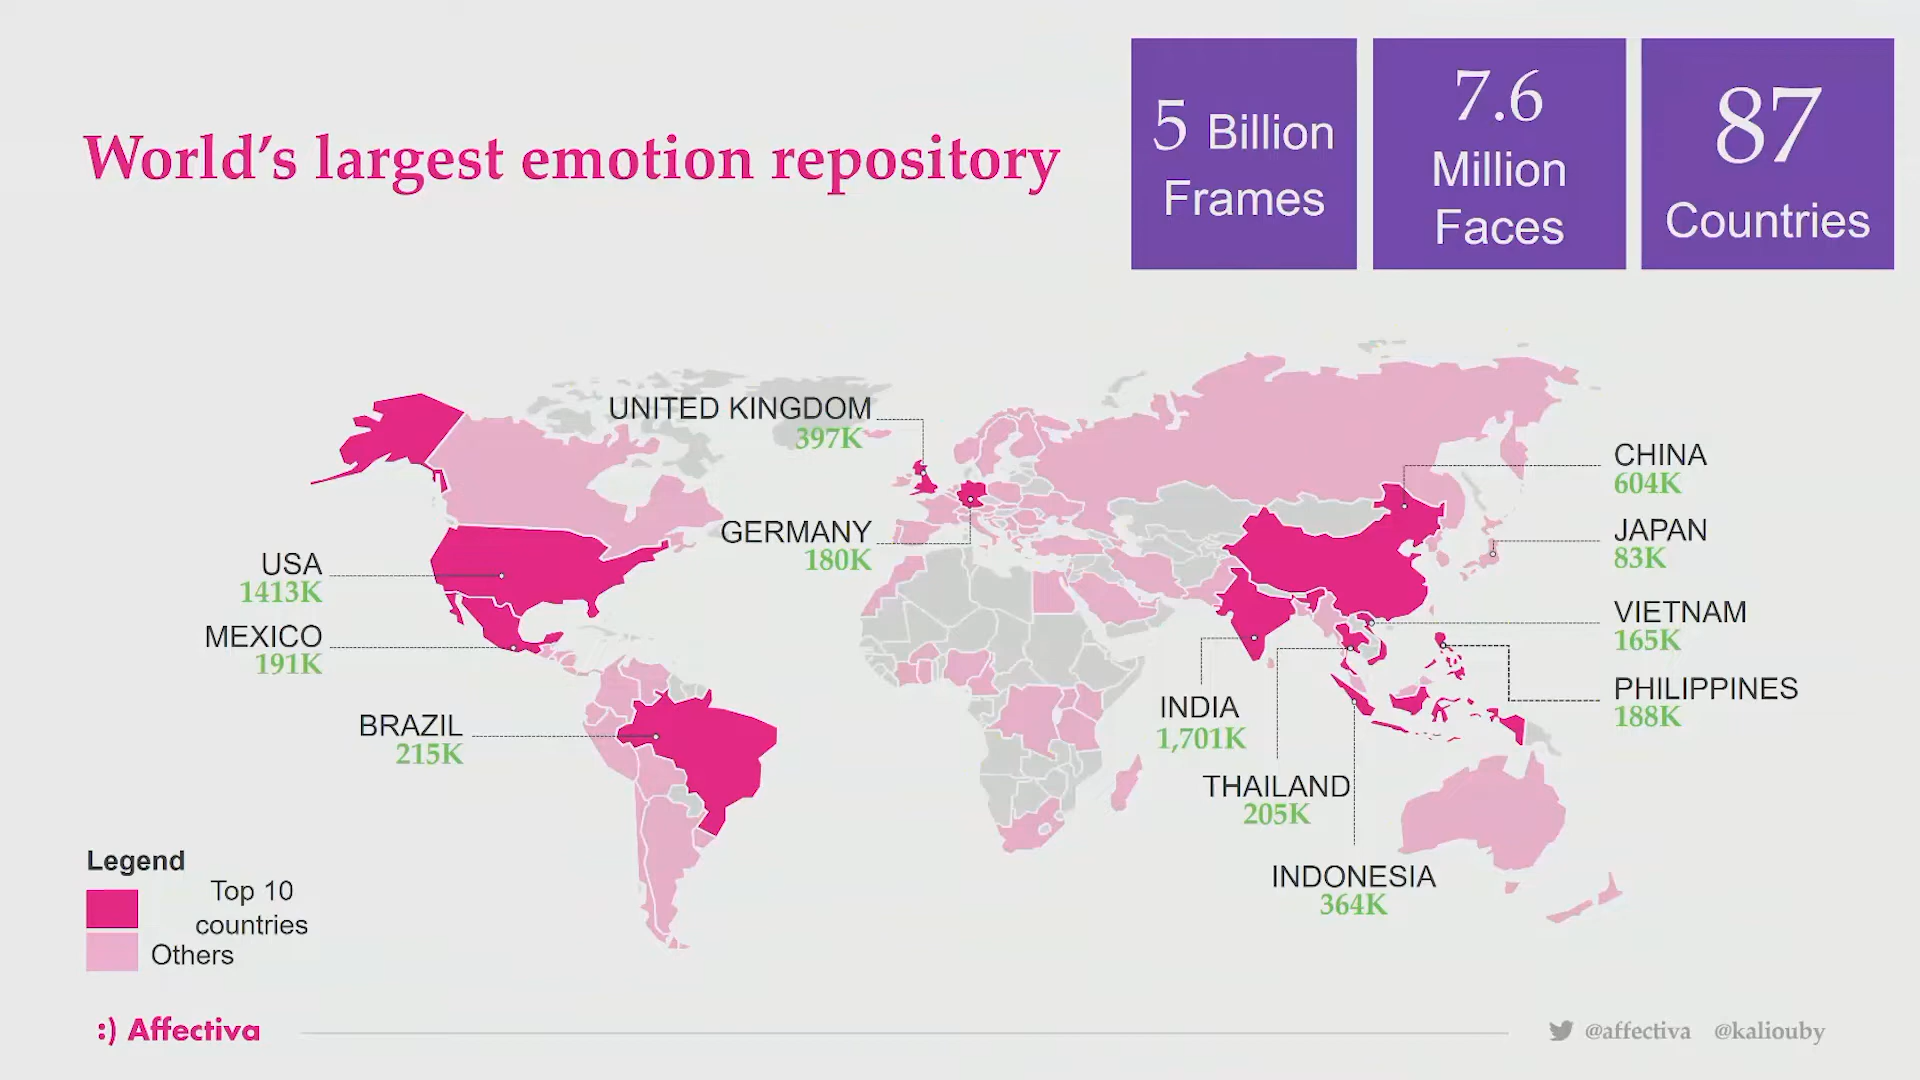 World's largest emotion repository
5 Billion
Frames
7.6
Million
Faces
87
Countries
UNITED KINGDOM
397K
GERMANY
180K
USA
1413K
MEXICO
191K
BRAZIL
215K
CHINA
604K
JAPAN
83K
VIETNAM
165K
PHILIPPINES
188K
INDIA
1,701K
THAILAND
205K
INDONESIA
364K
Legend
Top 10
countries
Others
:) Affectiva
@affectiva @kaliouby